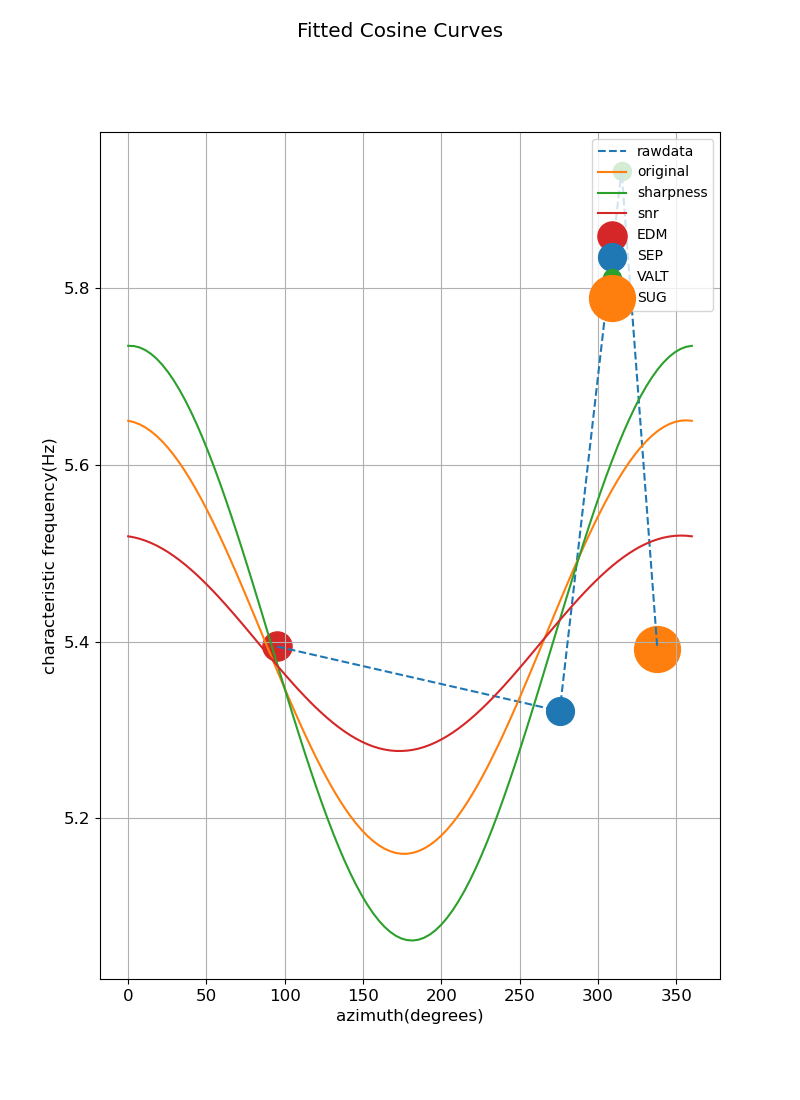 Fitted Cosine Curves
rawdata
original
sharpness
snr
EDM
SEP
VALT
SUG
5.8
5.6
5.4
5.2
characteristic frequency(Hz)
0 50 100 150 200 250 300 350
azimuth(degrees)